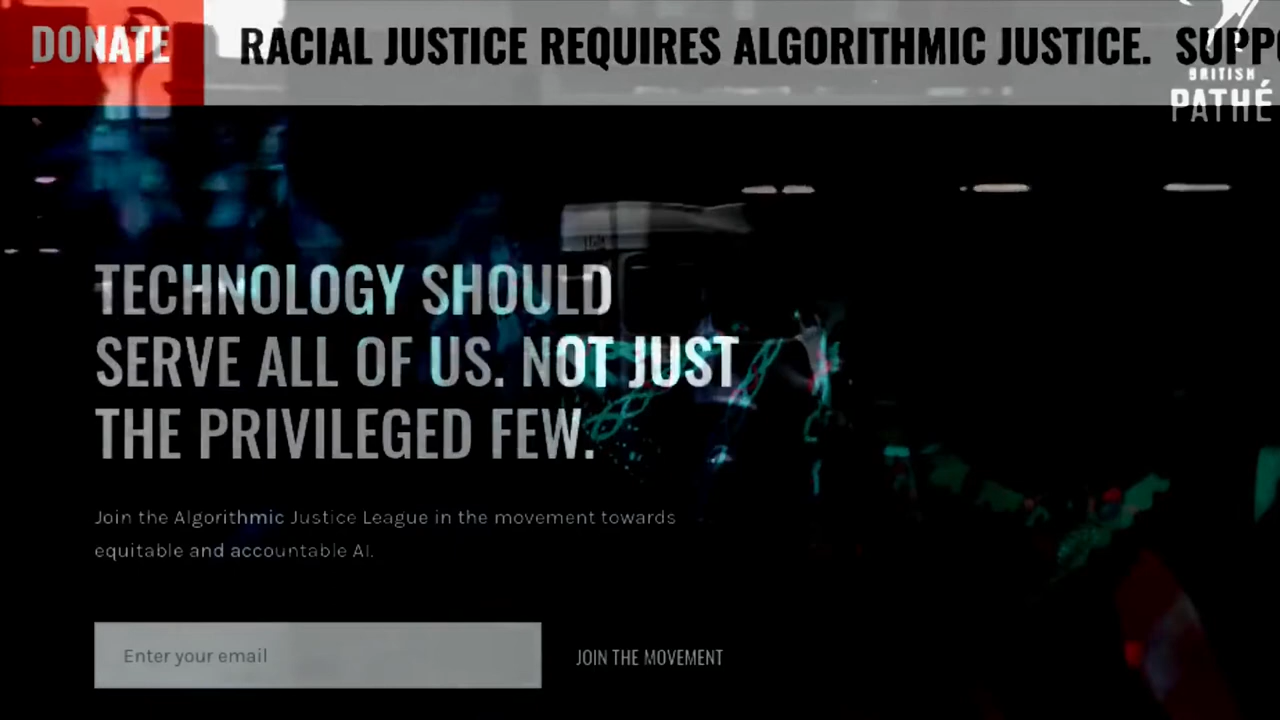 DONATE
RACIAL JUSTICE REQUIRES ALGORITHMIC JUSTICE.
BRITISH
PATHÉ
TECHNOLOGY SHOULD
SERVE ALL OF US. NOT JUST
THE PRIVILEGED FEW.
Join the Algorithmic Justice League in the movement towards
equitable and accountable AI.
Enter your email
JOIN THE MOVEMENT